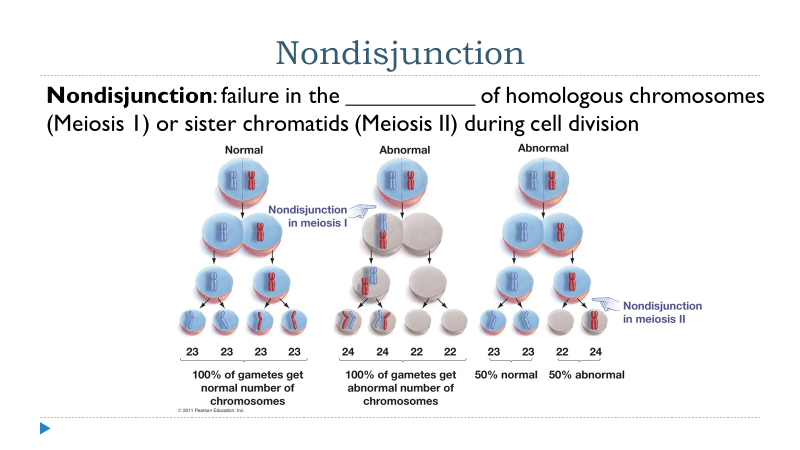 Nondisjunction
Nondisjunction: failure in the ___________ of homologous chromosomes
(Meiosis 1) or sister chromatids (Meiosis II) during cell division
Normal
Abnormal
Abnormal
Nondisjunction
in meiosis I
Nondisjunction
in meiosis II
23 23 23 23
24 24 22 22
23 23 22 24
100% of gametes get
normal number of
chromosomes
100% of gametes get
abnormal number of
chromosomes
50% normal
50% abnormal
© 2011 Pearson Education, Inc.